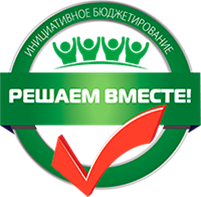 ИНИЦИАТИВНОЕ БЮДЖЕТИРОВАНИЕ
РЕШАЕМ ВМЕСТЕ!